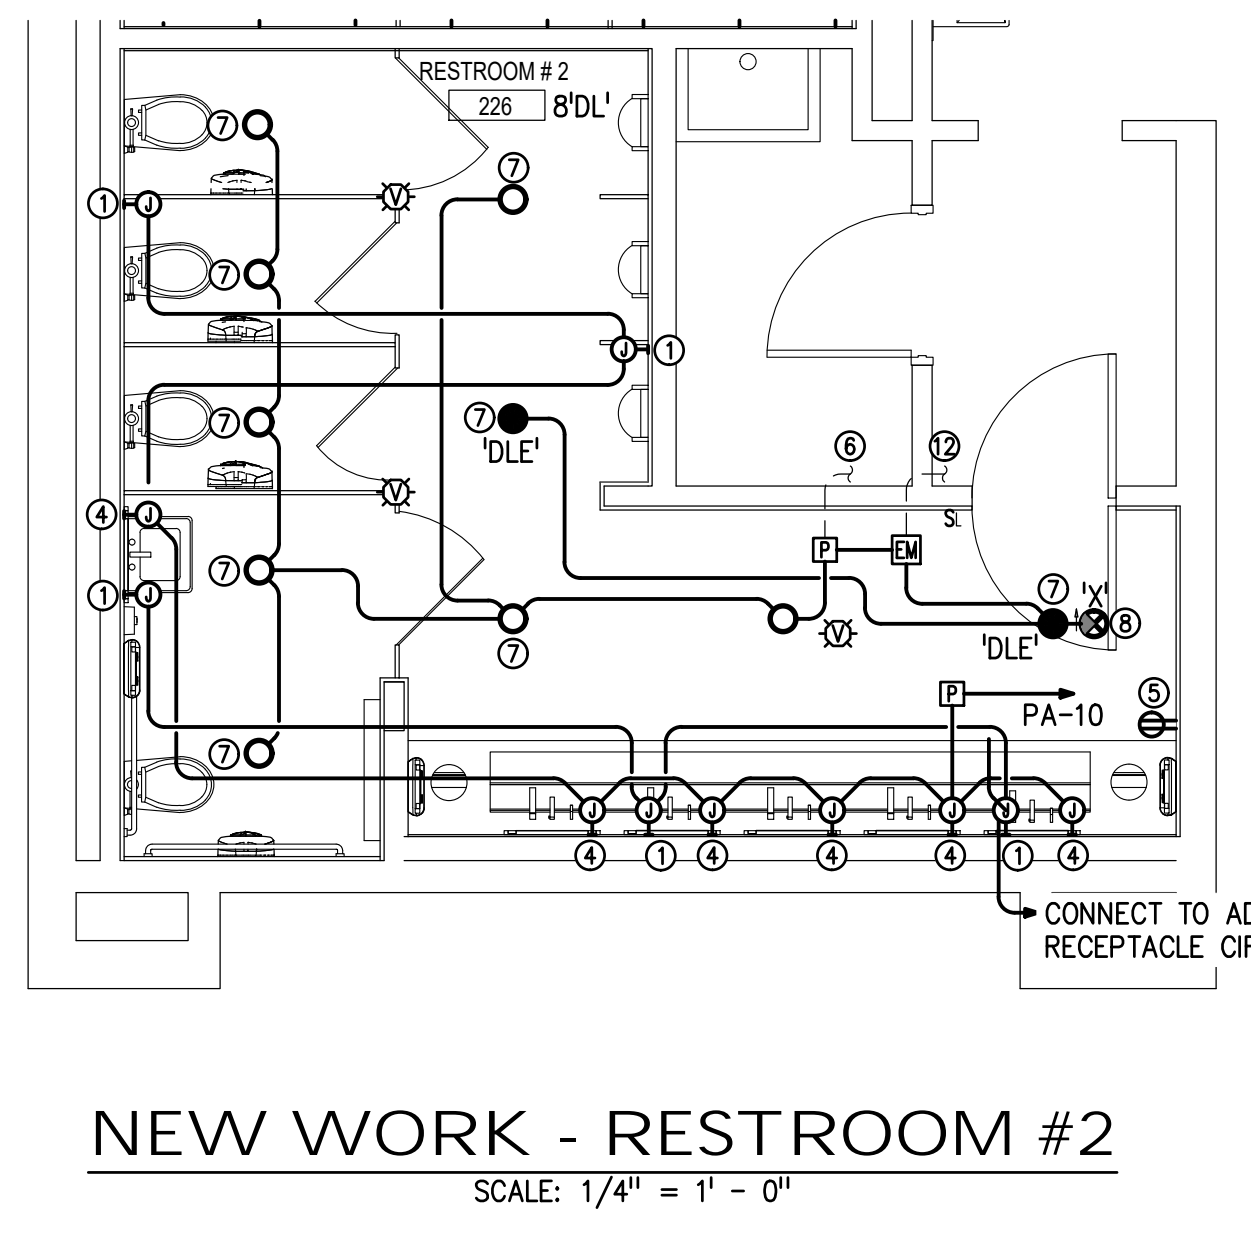 RESTROOM # 2
226 8'DL'
7
7
V
1 J
7
J 1
7
7 'DLE'
6
12
V
SL
4 J
P
EM
7
7
'X'
1 J
8
V
'DLE'
7
P
5
PA-10
7
J J J J J J J
4 1 4 4 4 1 4
CONNECT TO AD
RECEPTACLE CIR
NEW WORK - RESTROOM #2
SCALE: 1/4" = 1' - 0"